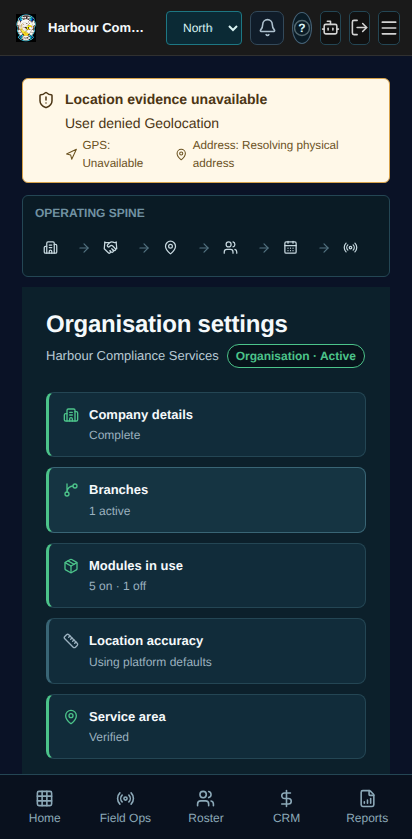 Harbour Com...
North
?
Location evidence unavailable
User denied Geolocation
GPS:
Unavailable
Address: Resolving physical
address
OPERATING SPINE
Organisation settings
Harbour Compliance Services
Organisation · Active
Company details
Complete
Branches
1 active
Modules in use
5 on · 1 off
Location accuracy
Using platform defaults
Service area
Verified
Home
Field Ops
Roster
CRM
Reports